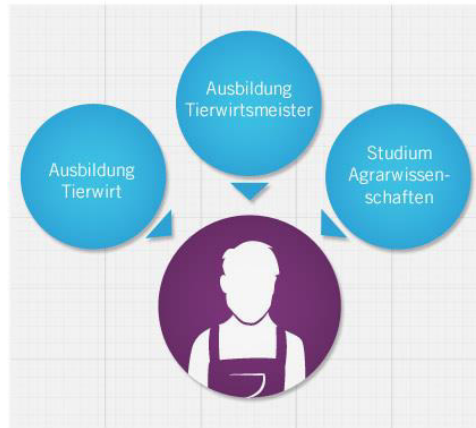 Ausbildung
Tierwirt
Ausbildung
Tierwirtsmeister
Studium
Agrarwissen-
schaften